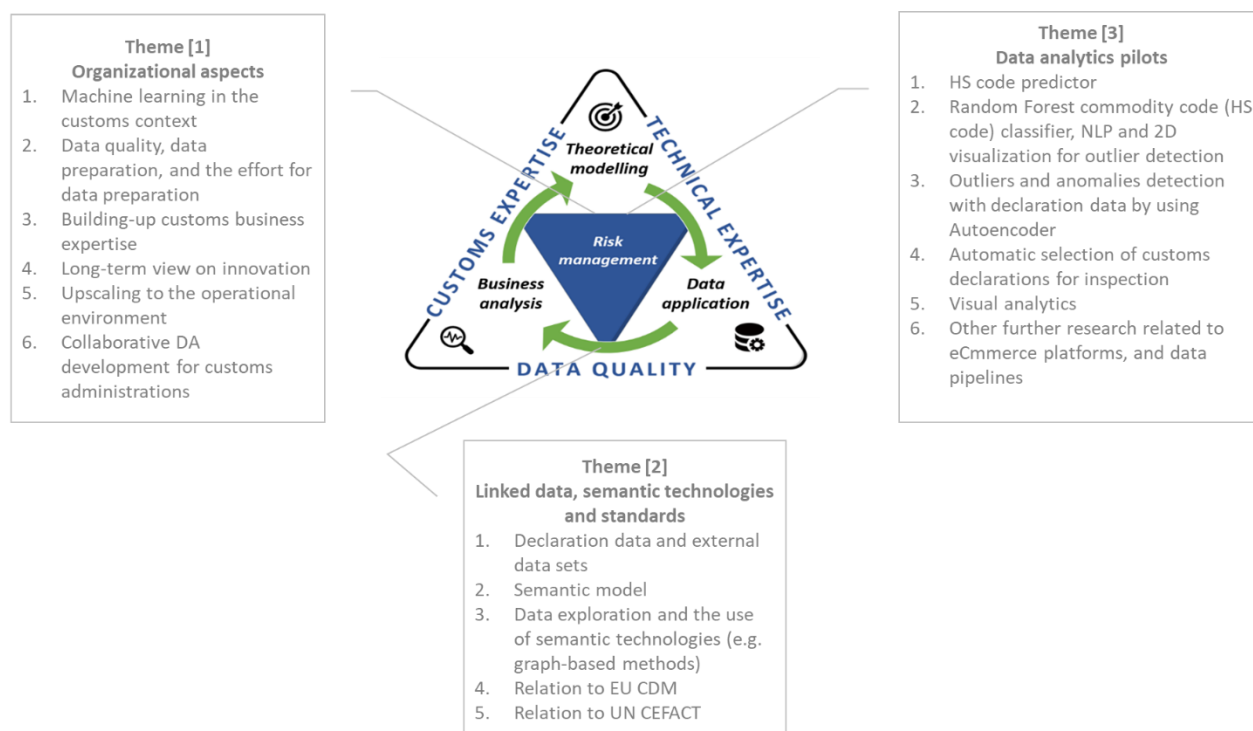 Theme [1]
Organizational aspects
1. Machine learning in the
customs context
2. Data quality, data
preparation, and the effort for
data preparation
3. Building-up customs business
expertise
4. Long-term view on innovation
5. Upscaling to the operational
environment
6. Collaborative DA
development for customs
administrations
CUSTOMS EXPERTISE
TECHNICAL EXPERTISE
DATA QUALITY
Theoretical
modelling
Risk
management
Business
analysis
Data
application
Theme [3]
Data analytics pilots
1. HS code predictor
2. Random Forest commodity code (HS
code) classifier, NLP and 2D
visualization for outlier detection
3. Outliers and anomalies detection
with declaration data by using
Autoencoder
4. Automatic selection of customs
declarations for inspection
5. Visual analytics
6. Other further research related to
eCmmerce platforms, and data
pipelines
Theme [2]
Linked data, semantic technologies
and standards
1. Declaration data and external
data sets
2. Semantic model
3. Data exploration and the use
of semantic technologies (e.g.
graph-based methods)
4. Relation to EU CDM
5. Relation to UN CEFACT